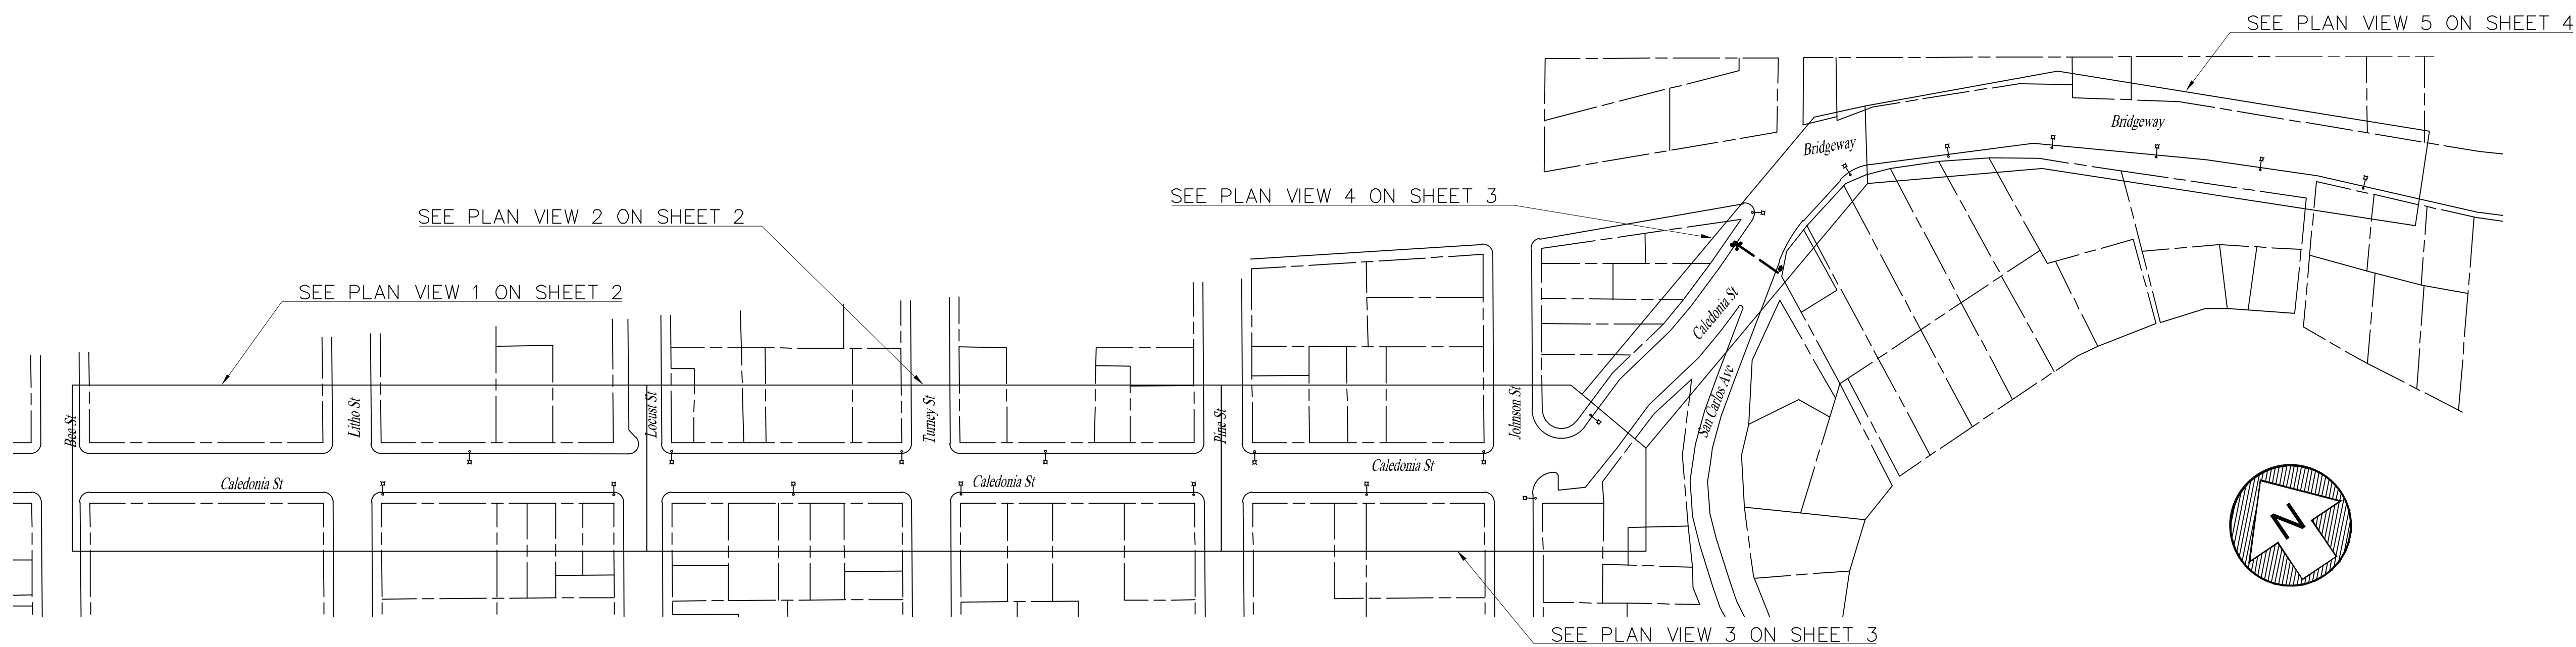 SEE PLAN VIEW 5 ON SHEET 4
Bridgeway
Bridgeway
SEE PLAN VIEW 4 ON SHEET 3
SEE PLAN VIEW 2 ON SHEET 2
SEE PLAN VIEW 1 ON SHEET 2
Caledonia St
San Carlos Ave
Bee St
Litho St
Locust St
Turney St
Pine St
Johnson St
Caledonia St
Caledonia St
Caledonia St
N
SEE PLAN VIEW 3 ON SHEET 3